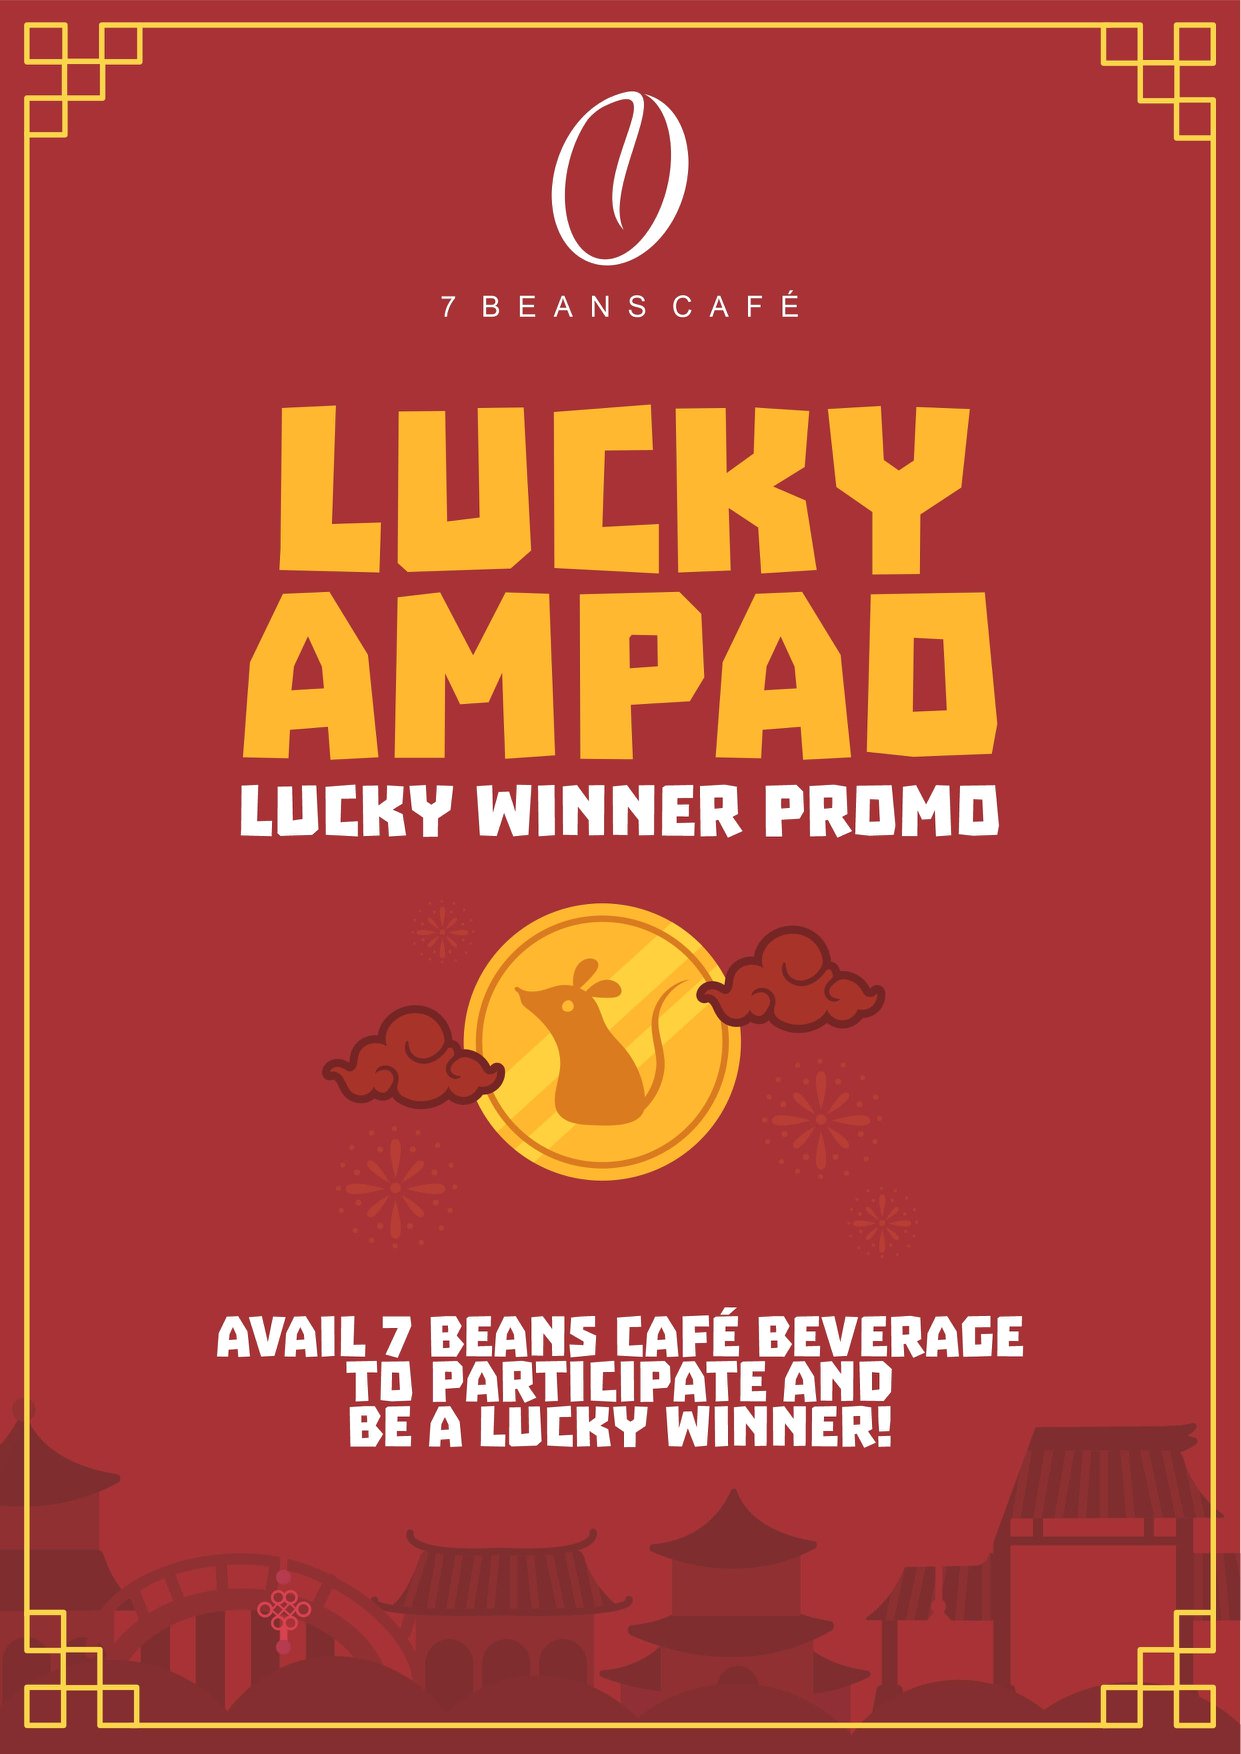 7 BEANS CAFÉ
LUCKY
AMPAO
LUCKY WINNER PROMO
AVAIL 7 BEANS CAFÉ BEVERAGE
TO PARTICIPATE AND
BE A LUCKY WINNER!